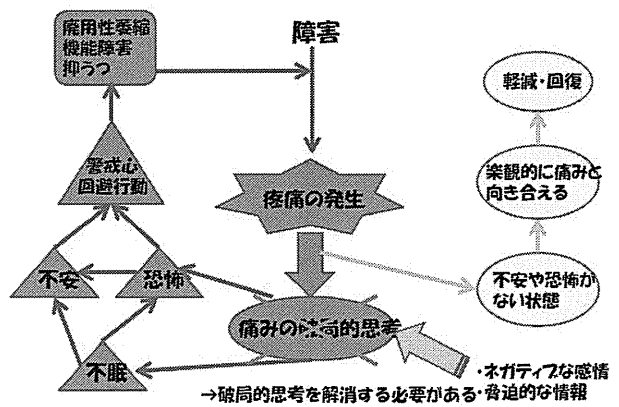 廃用性委縮
機能障害
抑うつ
障害
軽減・回復
警戒心
回避行動
疼痛の発生
楽観的に痛みと
向き合える
不安
恐怖
不安や恐怖が
ない状態
痛みの破局的思考
不眠
・ネガティブな感情
・脅迫的な情報
→破局的思考を解消する必要がある